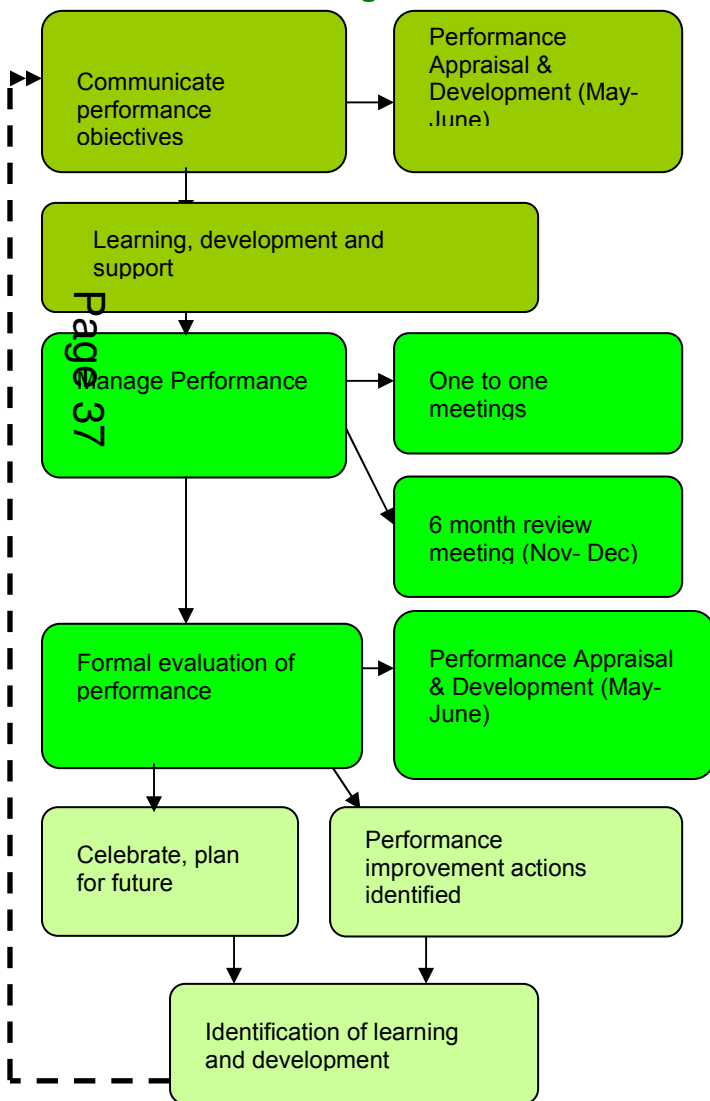 Communicate
performance
objectives
Performance
Appraisal &
Development (May-
June)
Learning, development and
support
Page 37
Manage Performance
One to one
meetings
6 month review
meeting (Nov- Dec)
Formal evaluation of
performance
Performance Appraisal
& Development (May-
June)
Celebrate, plan
for future
Performance
improvement actions
identified
Identification of learning
and development